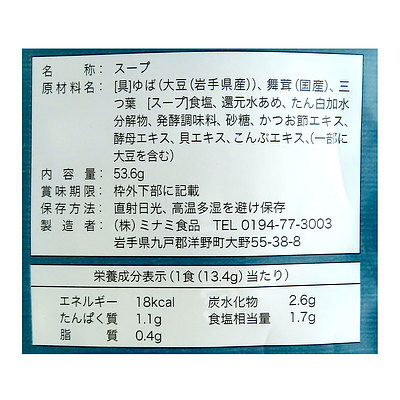 名　　称：スープ
原材料名：[具]ゆば（大豆（岩手県産））、舞茸（国産）、三
つ葉　[スープ]食塩、還元水あめ、たん白加水
分解物、発酵調味料、砂糖、かつお節エキス、
酵母エキス、貝エキス、こんぶエキス、（一部に
大豆を含む）
内 容 量：53.6g
賞味期限：枠外下部に記載
保存方法：直射日光、高温多湿を避け保存
製 造 者：（株）ミナミ食品 TEL 0194-77-3003
岩手県九戸郡洋野町大野55-38-8
栄養成分表示（1食（13.4g）当たり）
エネルギー 18kcal 炭水化物 2.6g
たんぱく質 1.1g 食塩相当量 1.7g
脂　　質 0.4g